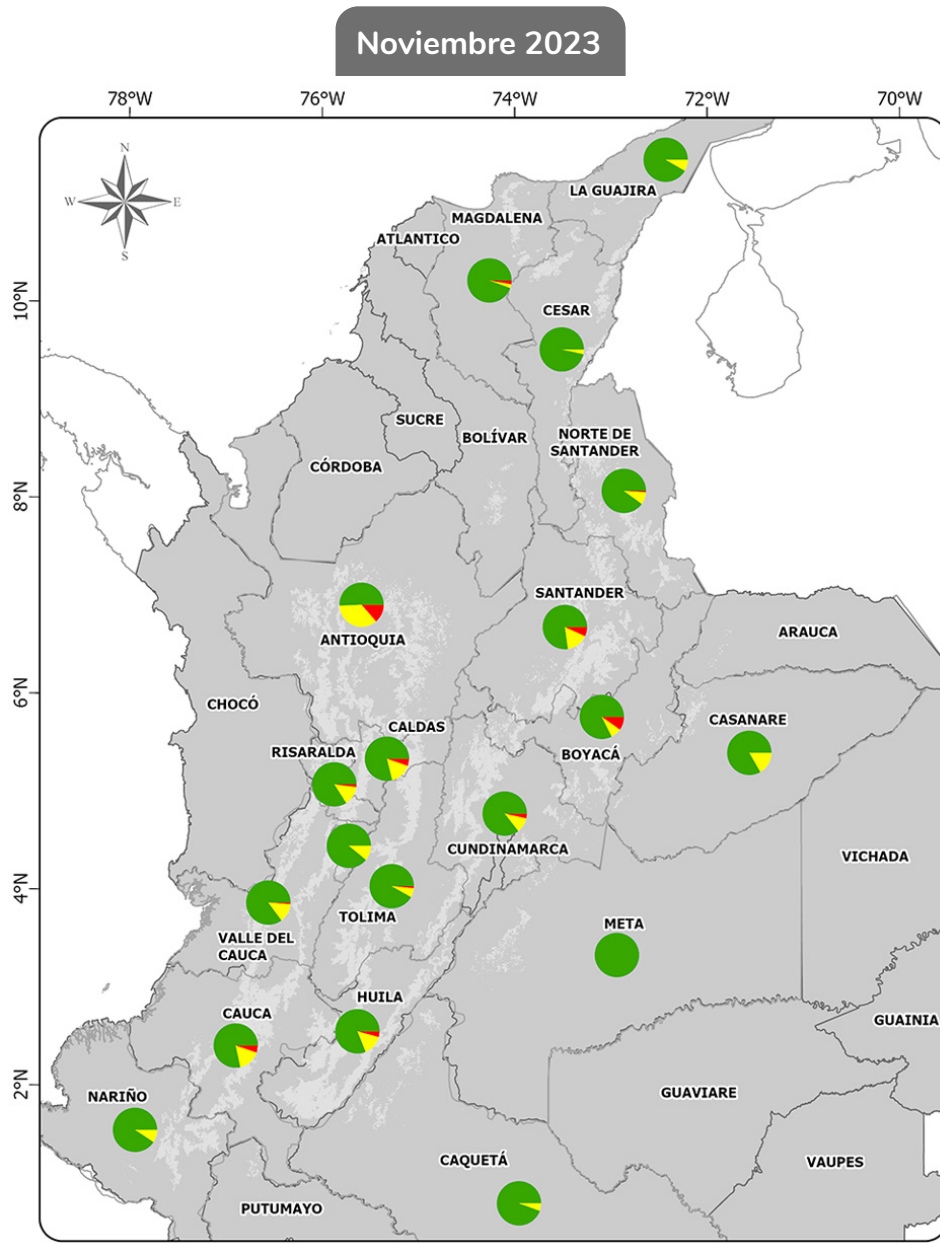 Noviembre 2023
78°W
76°W
74°W
72°W
70°W
N
W
E
S
10°N
8°N
6°N
4°N
2°N
LA GUAJIRA
MAGDALENA
ATLANTICO
CESAR
SUCRE
BOLÍVAR
NORTE DE
SANTANDER
CÓRDOBA
SANTANDER
ANTIOQUIA
ARAUCA
CHOCÓ
CALDAS
CASANARE
RISARALDA
BOYACÁ
CUNDINAMARCA
VICHADA
TOLIMA
META
VALLE DEL
CAUCA
HUILA
CAUCA
GUAINIA
NARIÑO
GUAVIARE
CAQUETÁ
VAUPES
PUTUMAYO